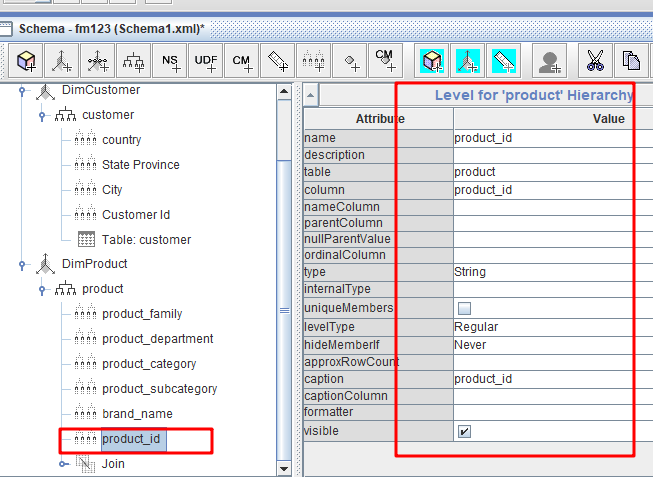 Schema - fm123 (Schema1.xml)*
NS UDF CM CM
DimCustomer
customer
country
State Province
City
Customer Id
Table: customer
DimProduct
product
product_family
product_department
product_category
product_subcategory
brand_name
product_id
Join
Level for 'product' Hierarchy
Attribute Value
name product_id
description
table product
column product_id
nameColumn
parentColumn
nullParentValue
ordinalColumn
type String
internalType
uniqueMembers
levelType Regular
hideMemberIf Never
approxRowCount
caption product_id
captionColumn
formatter
visible